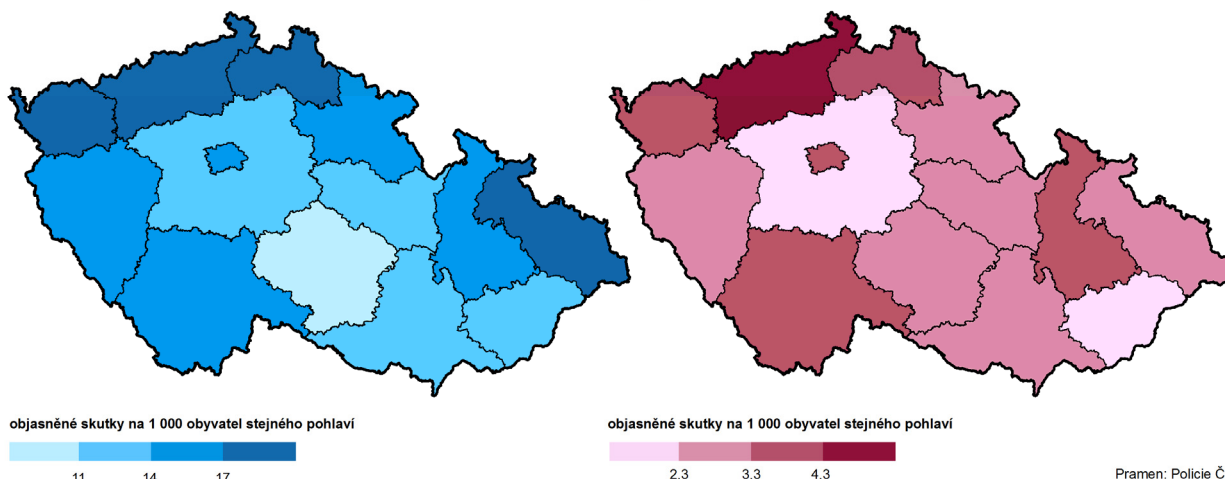 objasněné skutky na 1 000 obyvatel stejného pohlaví
11 14 17
objasněné skutky na 1 000 obyvatel stejného pohlaví
2.3 3.3 4.3
Pramen: Policie Č